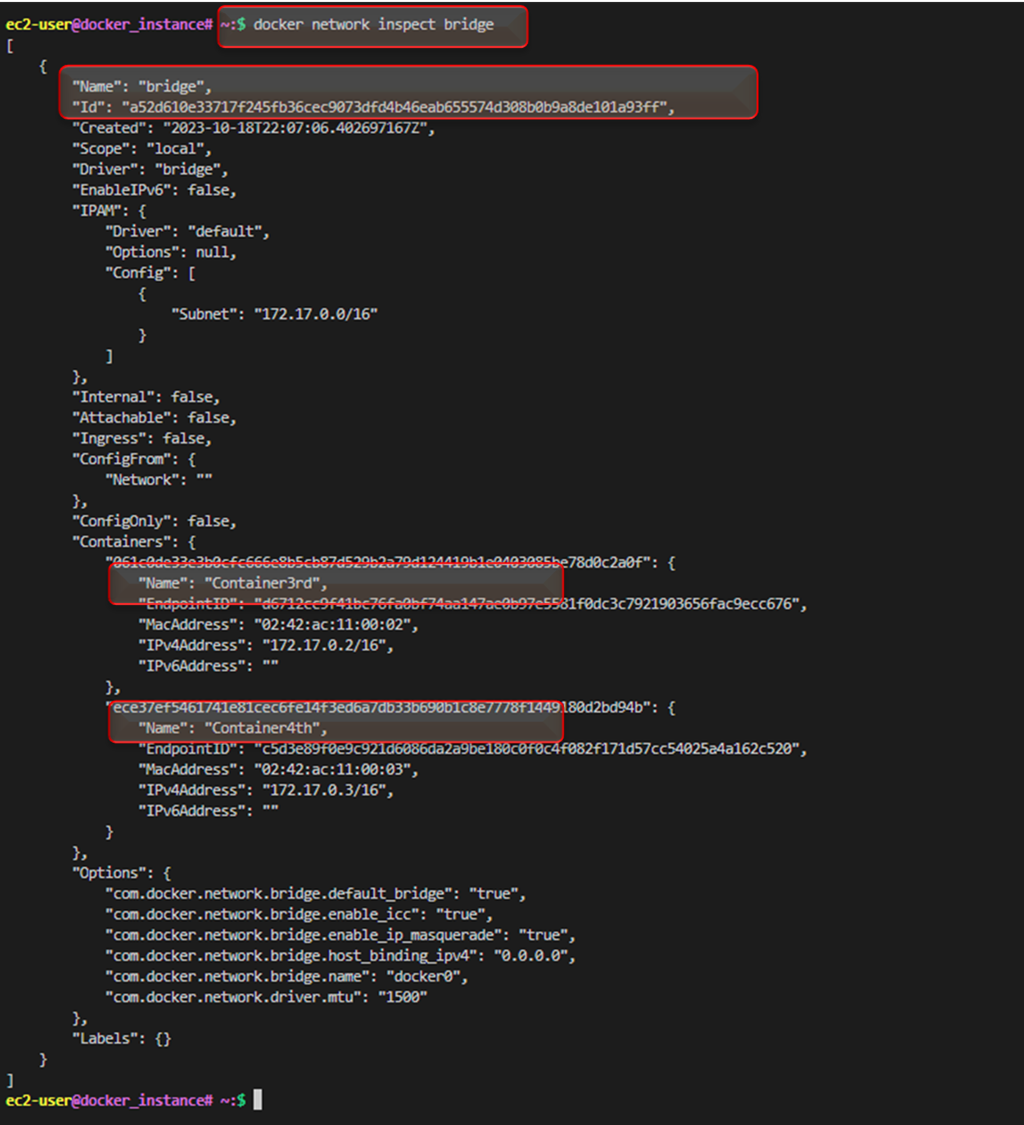 ec2-user@docker_instance# ~:$ docker network inspect bridge
[
    {
        "Name": "bridge",
        "Id": "a52d610e33717f245fb36cec9073dfd4b46eab655574d308b0b9a8de101a93ff",
        "Created": "2023-10-18T22:07:06.402697167Z",
        "Scope": "local",
        "Driver": "bridge",
        "EnableIPv6": false,
        "IPAM": {
            "Driver": "default",
            "Options": null,
            "Config": [
                {
                    "Subnet": "172.17.0.0/16"
                }
            ]
        },
        "Internal": false,
        "Attachable": false,
        "Ingress": false,
        "ConfigFrom": {
            "Network": ""
        },
        "ConfigOnly": false,
        "Containers": {
            "061c0de33e3b0cfc666e8b5cb87d529b2a79d124419b1e0403085be78d0c2a0f": {
                "Name": "Container3rd",
                "EndpointID": "d6712cc9f41bc76fa0bf74aa147ae0b97e5581f0dc3c7921903656fac9ecc676",
                "MacAddress": "02:42:ac:11:00:02",
                "IPv4Address": "172.17.0.2/16",
                "IPv6Address": ""
            },
            "ece37ef5461741e81cec6fe14f3ed6a7db33b690b1c8e7778f1449180d2bd94b": {
                "Name": "Container4th",
                "EndpointID": "c5d3e89f0e9c921d6086da2a9be180c0f0c4f082f171d57cc54025a4a162c520",
                "MacAddress": "02:42:ac:11:00:03",
                "IPv4Address": "172.17.0.3/16",
                "IPv6Address": ""
            }
        },
        "Options": {
            "com.docker.network.bridge.default_bridge": "true",
            "com.docker.network.bridge.enable_icc": "true",
            "com.docker.network.bridge.enable_ip_masquerade": "true",
            "com.docker.network.bridge.host_binding_ipv4": "0.0.0.0",
            "com.docker.network.bridge.name": "docker0",
            "com.docker.network.driver.mtu": "1500"
        },
        "Labels": {}
    }
]
ec2-user@docker_instance# ~:$